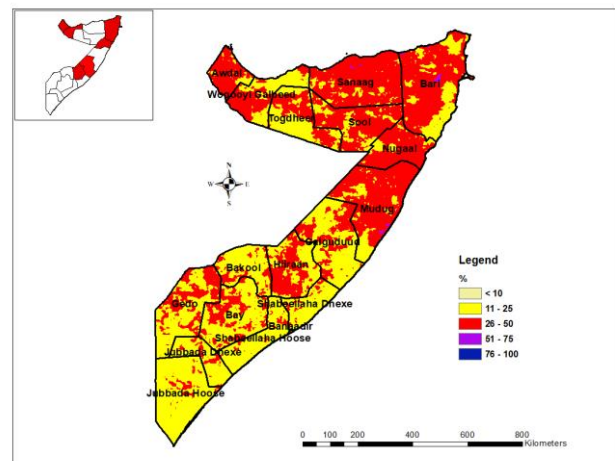 Awdal
Sanaag
Bari
Woqooyi Galbeed
Togdheer
Sool
Nugaal
N
W E
S
Mudug
Galgaduud
Legend
%
< 10
11 - 25
26 - 50
51 - 75
76 - 100
Bakool
Hiiraan
Gedo
Shabeellaha Dhexe
Bay
Banaadir
Shabeellaha Hoose
Jubbada Dhexe
Jubbada Hoose
0 100 200 400 600 800
Kilometers